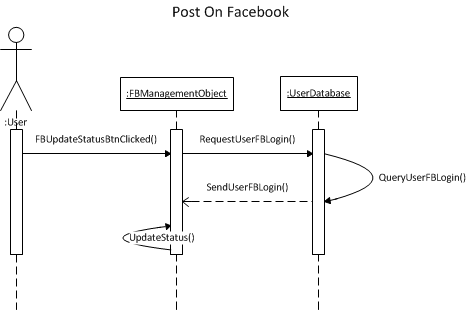 Post On Facebook
:User
:FBManagementObject
:UserDatabase
FBUpdateStatusBtnClicked()
RequestUserFBLogin()
QueryUserFBLogin()
SendUserFBLogin()
UpdateStatus()